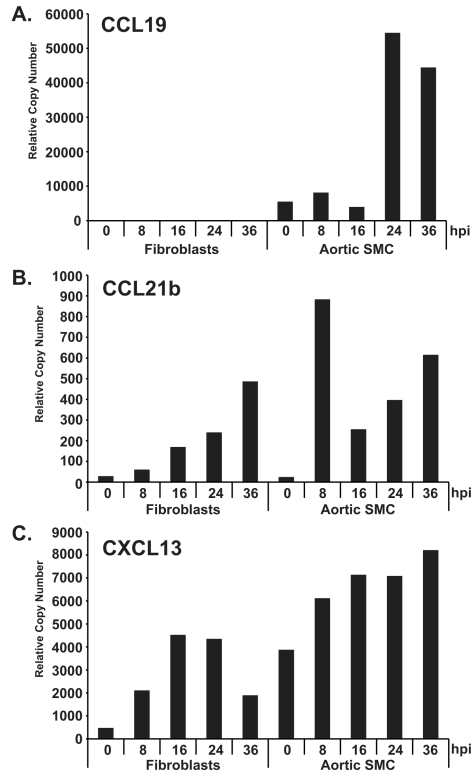 A.
CCL19
Relative Copy Number
60000
50000
40000
30000
20000
10000
0
0 8 16 24 36 0 8 16 24 36 hpi
Fibroblasts Aortic SMC
B.
CCL21b
Relative Copy Number
1000
900
800
700
600
500
400
300
200
100
0
0 8 16 24 36 0 8 16 24 36 hpi
Fibroblasts Aortic SMC
C.
CXCL13
Relative Copy Number
9000
8000
7000
6000
5000
4000
3000
2000
1000
0
0 8 16 24 36 0 8 16 24 36 hpi
Fibroblasts Aortic SMC